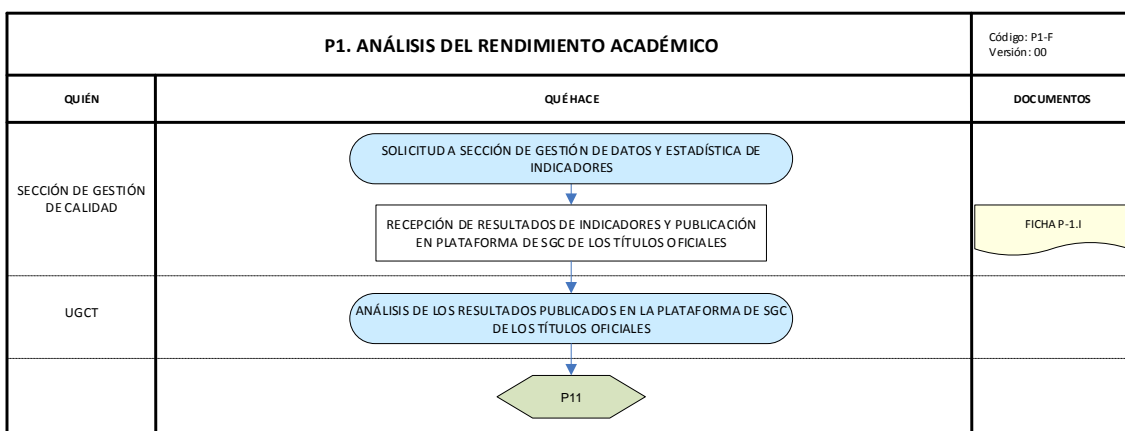 P1. ANÁLISIS DEL RENDIMIENTO ACADÉMICO
Código: P1-F
Versión: 00
QUIÉN
QUÉ HACE
DOCUMENTOS
SECCIÓN DE GESTIÓN
DE CALIDAD
SOLICITUD A SECCIÓN DE GESTIÓN DE DATOS Y ESTADÍSTICA DE
INDICADORES
RECEPCIÓN DE RESULTADOS DE INDICADORES Y PUBLICACIÓN
EN PLATAFORMA DE SGC DE LOS TÍTULOS OFICIALES
FICHA P-1.I
UGCT
ANÁLISIS DE LOS RESULTADOS PUBLICADOS EN LA PLATAFORMA DE SGC
DE LOS TÍTULOS OFICIALES
P11